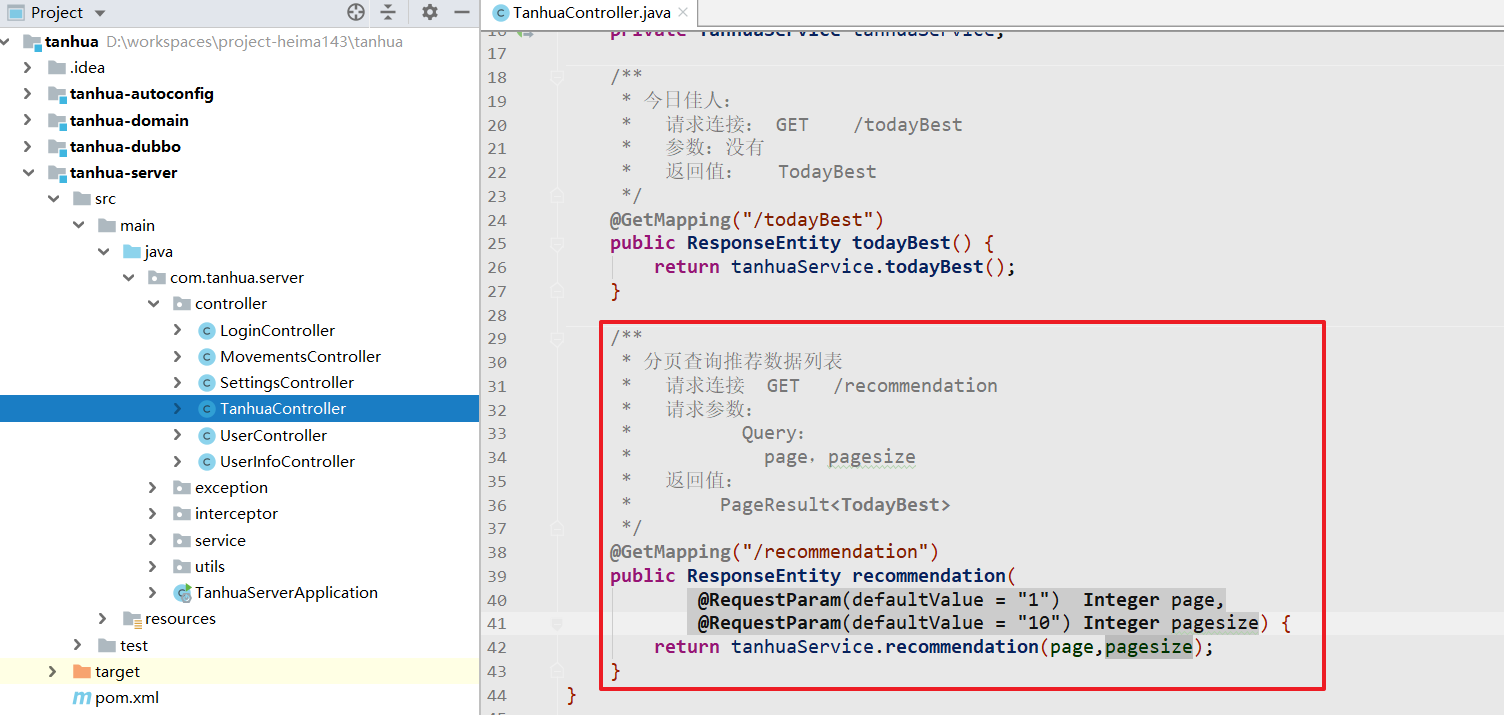 Project
tanhua D:\workspaces\project-heima143\tanhua
.idea
tanhua-autoconfig
tanhua-domain
tanhua-dubbo
tanhua-server
src
main
java
com.tanhua.server
controller
LoginController
MovementsController
SettingsController
TanhuaController
UserController
UserInfoController
exception
interceptor
service
utils
TanhuaServerApplication
resources
test
target
pom.xml
TanhuaController.java
16 private TanhuaService tanhuaService;
17
18 /**
19 * 今日佳人:
20 * 请求连接: GET /todayBest
21 * 参数: 没有
22 * 返回值: TodayBest
23 */
24 @GetMapping("/todayBest")
25 public ResponseEntity todayBest() {
26 return tanhuaService.todayBest();
27 }
28
29 /**
30 * 分页查询推荐数据列表
31 * 请求连接 GET /recommendation
32 * 请求参数:
33 * Query:
34 * page, pagesize
35 * 返回值:
36 * PageResult<TodayBest>
37 */
38 @GetMapping("/recommendation")
39 public ResponseEntity recommendation(
40 @RequestParam(defaultValue = "1") Integer page,
41 @RequestParam(defaultValue = "10") Integer pagesize) {
42 return tanhuaService.recommendation(page,pagesize);
43 }
44 }